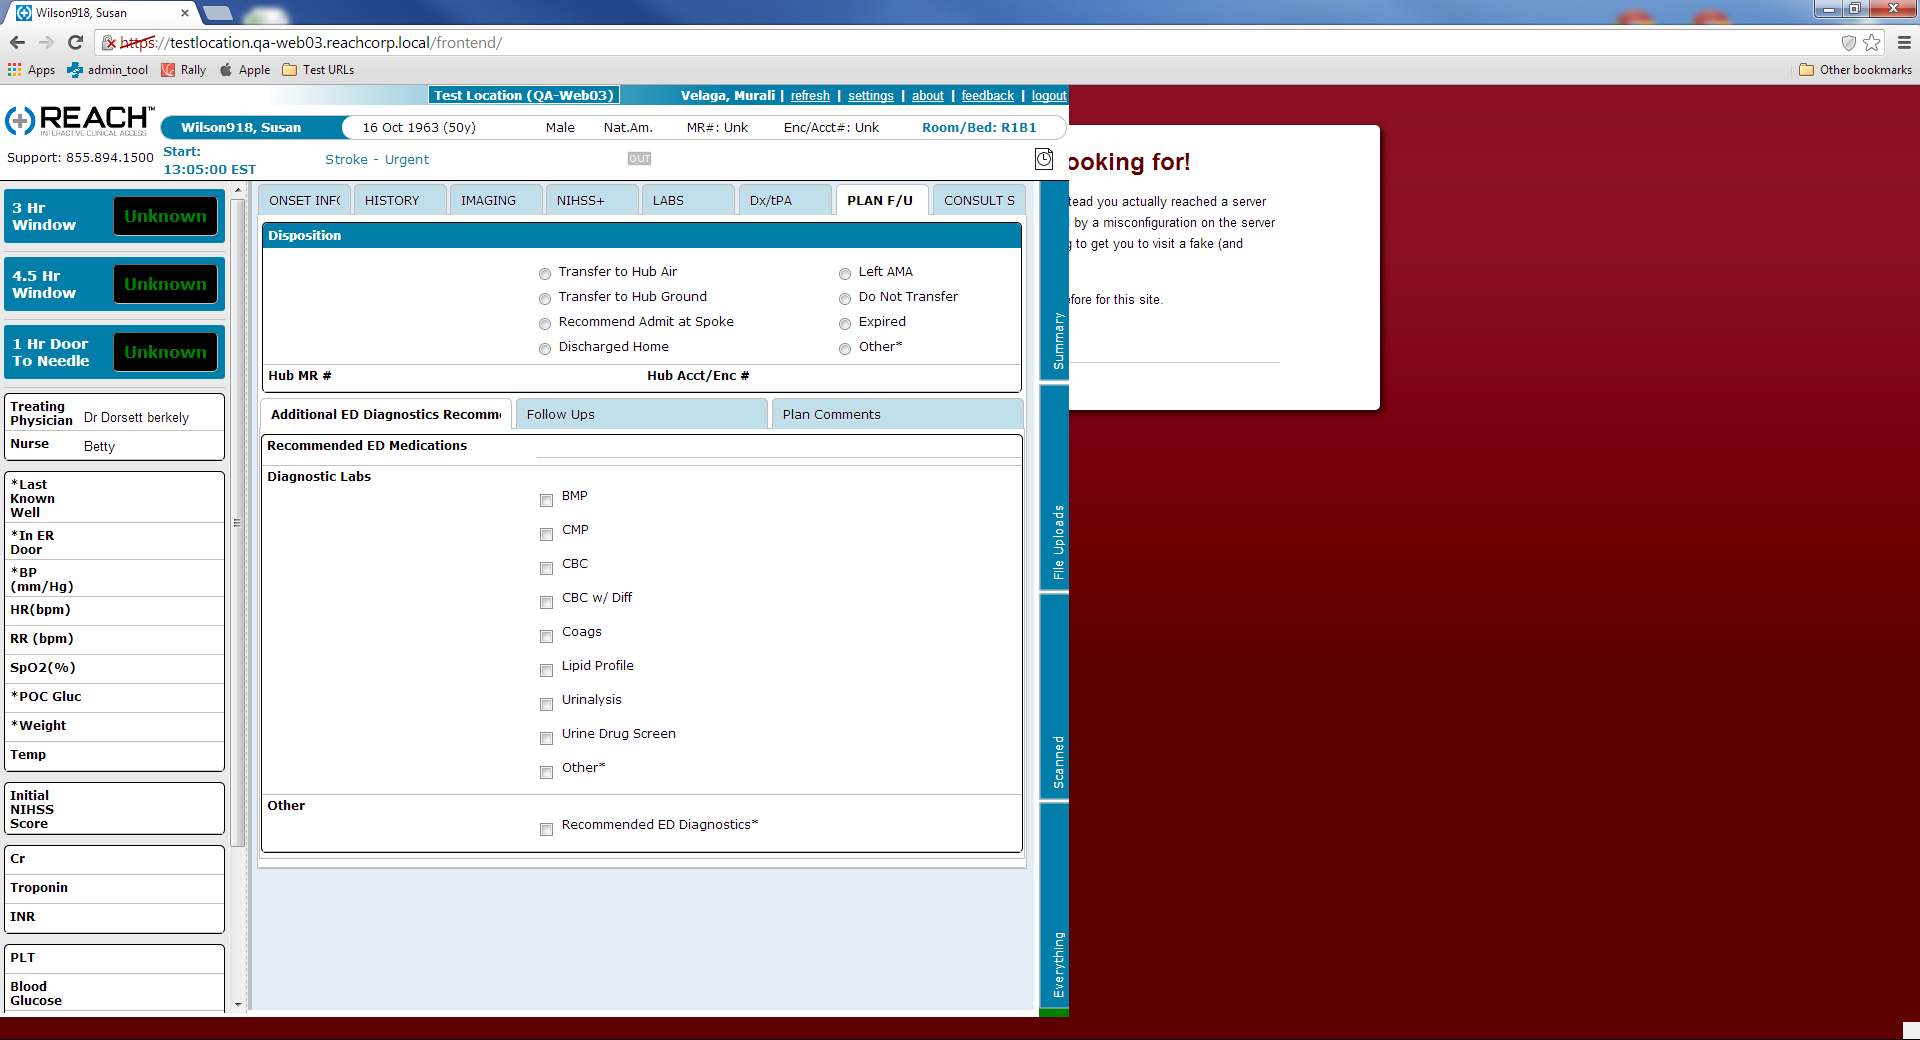 Wilson918, Susan
https://testlocation.qa-web03.reachcorp.local/frontend/
Apps admin_tool Rally Apple Test URLs Other bookmarks
Test Location (QA-Web03) Velaga, Murali | refresh | settings | about | feedback | logout
REACH™
INTERACTIVE CLINICAL ACCESS
Wilson918, Susan 16 Oct 1963 (50y) Male Nat.Am. MR#: Unk Enc/Acct#: Unk Room/Bed: R1B1
Support: 855.894.1500
Start:
13:05:00 EST
Stroke - Urgent
OUT
3 Hr
Window
Unknown
4.5 Hr
Window
Unknown
1 Hr Door
To Needle
Unknown
Treating
Physician
Dr Dorsett berkely
Nurse
Betty
*Last
Known
Well
*In ER
Door
*BP
(mm/Hg)
HR(bpm)
RR (bpm)
SpO2(%)
*POC Gluc
*Weight
Temp
Initial
NIHSS
Score
Cr
Troponin
INR
PLT
Blood
Glucose
ONSET INFO HISTORY IMAGING NIHSS+ LABS Dx/tPA PLAN F/U CONSULT S
Disposition
Transfer to Hub Air Left AMA
Transfer to Hub Ground Do Not Transfer
Recommend Admit at Spoke Expired
Discharged Home Other*
Hub MR # Hub Acct/Enc #
Additional ED Diagnostics Recomm Follow Ups Plan Comments
Recommended ED Medications
Diagnostic Labs
BMP
CMP
CBC
CBC w/ Diff
Coags
Lipid Profile
Urinalysis
Urine Drug Screen
Other*
Other
Recommended ED Diagnostics*
Summary
File Uploads
Scanned
Everything
ooking for!
tead you actually reached a server
by a misconfiguration on the server
g to get you to visit a fake (and
efore for this site.